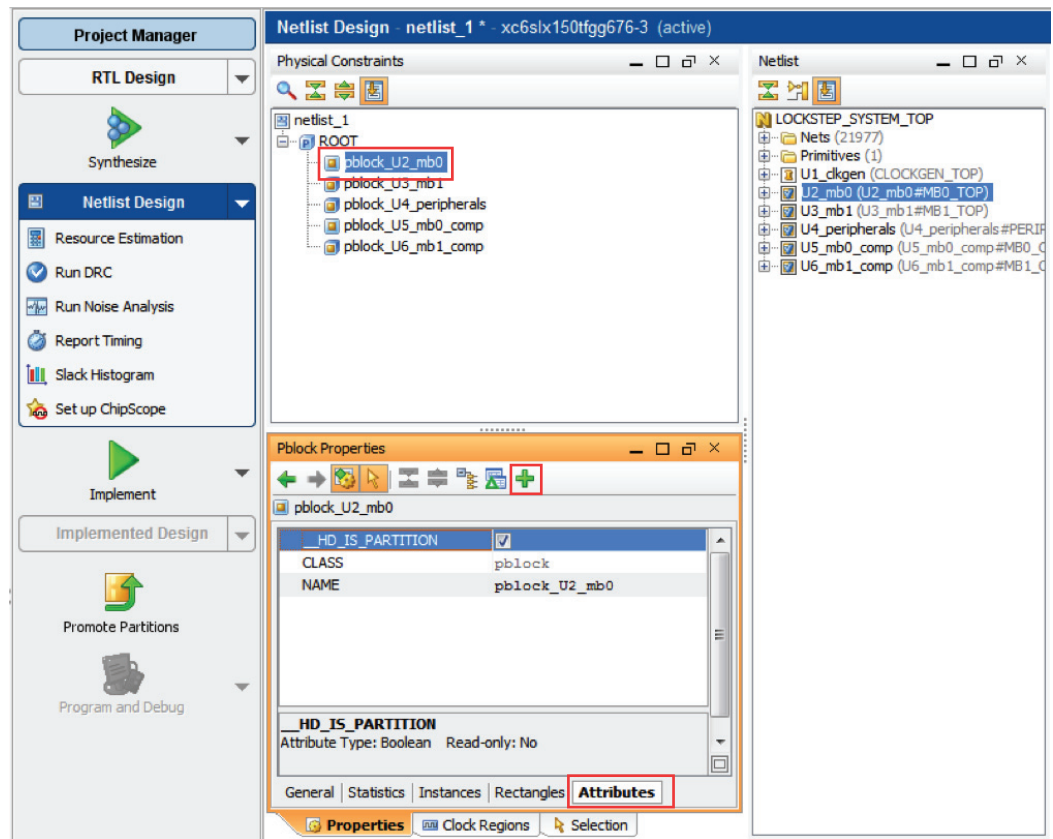 Project Manager
RTL Design
Synthesize
Netlist Design
Resource Estimation
Run DRC
Run Noise Analysis
Report Timing
Slack Histogram
Set up ChipScope
Implement
Implemented Design
Promote Partitions
Program and Debug
Netlist Design - netlist_1 * - xc6slx150tfgg676-3 (active)
Physical Constraints
netlist_1
ROOT
pblock_U2_mb0
pblock_U3_mb1
pblock_U4_peripherals
pblock_U5_mb0_comp
pblock_U6_mb1_comp
Pblock Properties
pblock_U2_mb0
__HD_IS_PARTITION
CLASS pblock
NAME pblock_U2_mb0
__HD_IS_PARTITION
Attribute Type: Boolean Read-only: No
General Statistics Instances Rectangles Attributes
Properties Clock Regions Selection
Netlist
LOCKSTEP_SYSTEM_TOP
Nets (21977)
Primitives (1)
U1_clkgen (CLOCKGEN_TOP)
U2_mb0 (U2_mb0#MB0_TOP)
U3_mb1 (U3_mb1#MB1_TOP)
U4_peripherals (U4_peripherals#PERIF
U5_mb0_comp (U5_mb0_comp#MB0_C
U6_mb1_comp (U6_mb1_comp#MB1_C